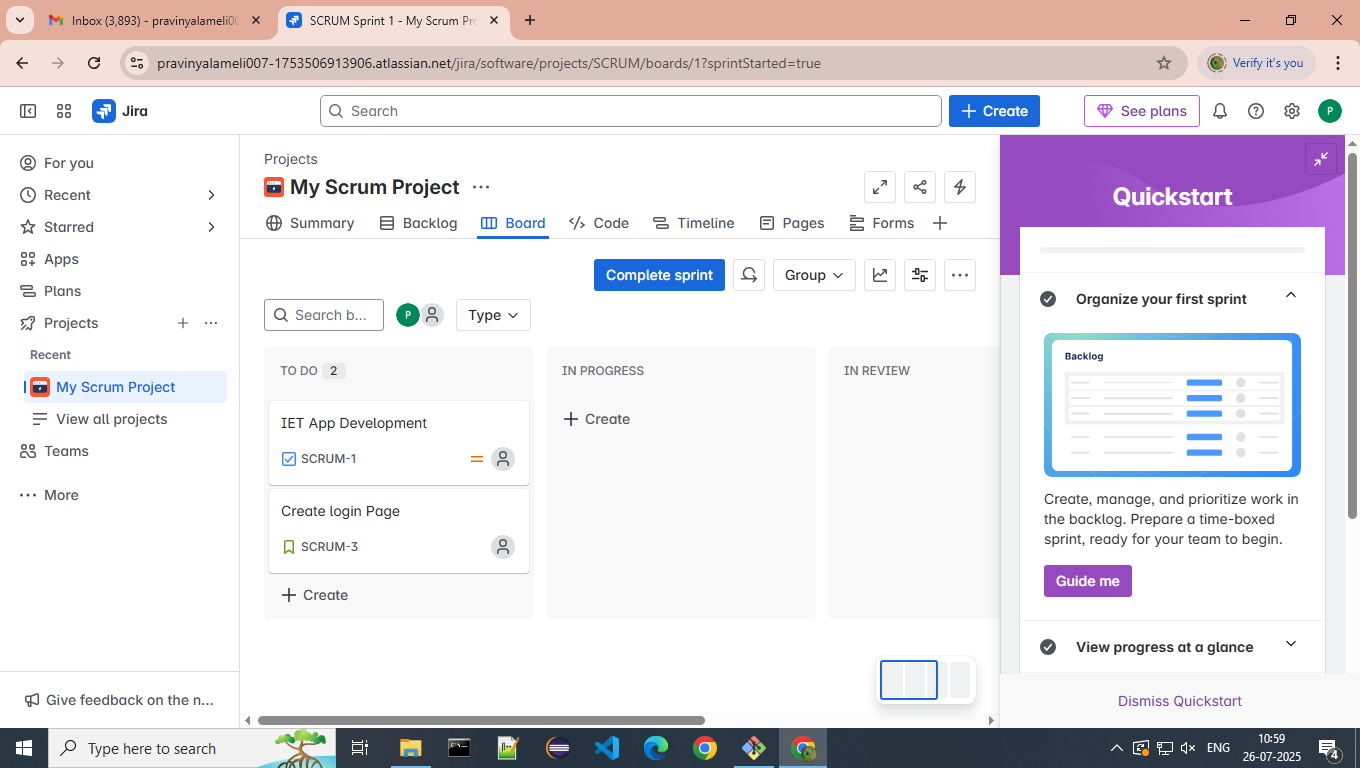 Inbox (3,893) - pravinyalameli00
SCRUM Sprint 1 - My Scrum Pro
pravinyalameli007-1753506913906.atlassian.net/jira/software/projects/SCRUM/boards/1?sprintStarted=true
Verify it's you
Jira
Search
Create
See plans
P
For you
Recent
Starred
Apps
Plans
Projects
Recent
My Scrum Project
View all projects
Teams
More
Give feedback on the n...
Projects
My Scrum Project
Summary
Backlog
Board
Code
Timeline
Pages
Forms
Complete sprint
Group
Search b...
P
Type
TO DO 2
IET App Development
SCRUM-1
Create login Page
SCRUM-3
Create
IN PROGRESS
Create
IN REVIEW
Quickstart
Organize your first sprint
Backlog
Create, manage, and prioritize work in
the backlog. Prepare a time-boxed
sprint, ready for your team to begin.
Guide me
View progress at a glance
Dismiss Quickstart
Type here to search
ENG
10:59
26-07-2025
4